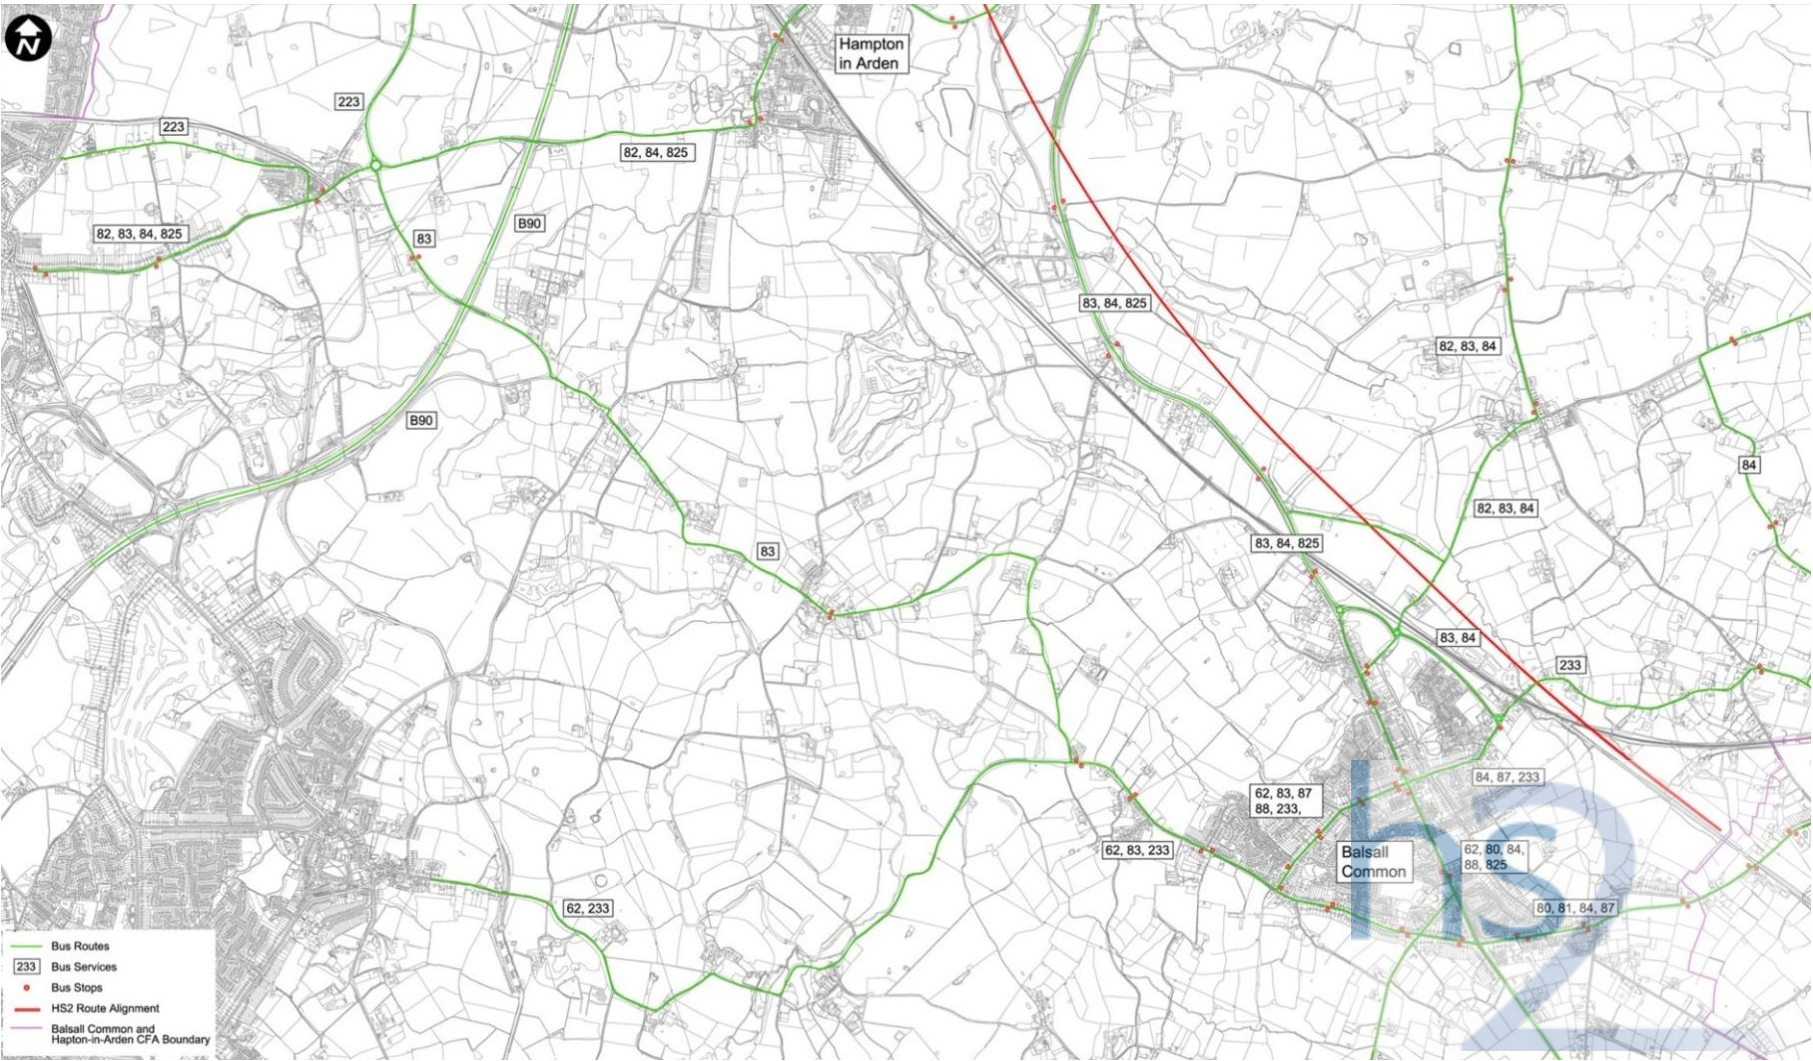 N
Hampton
in Arden
223
223
82, 84, 825
B90
82, 83, 84, 825
83
83, 84, 825
82, 83, 84
B90
84
82, 83, 84
83, 84, 825
83
83, 84
233
84, 87, 233
62, 83, 87
88, 233,
62, 83, 233
Balsall
Common
62, 80, 84,
88, 825
62, 233
80, 81, 84, 87
hs2
Bus Routes
233 Bus Services
Bus Stops
HS2 Route Alignment
Balsall Common and
Hapton-in-Arden CFA Boundary